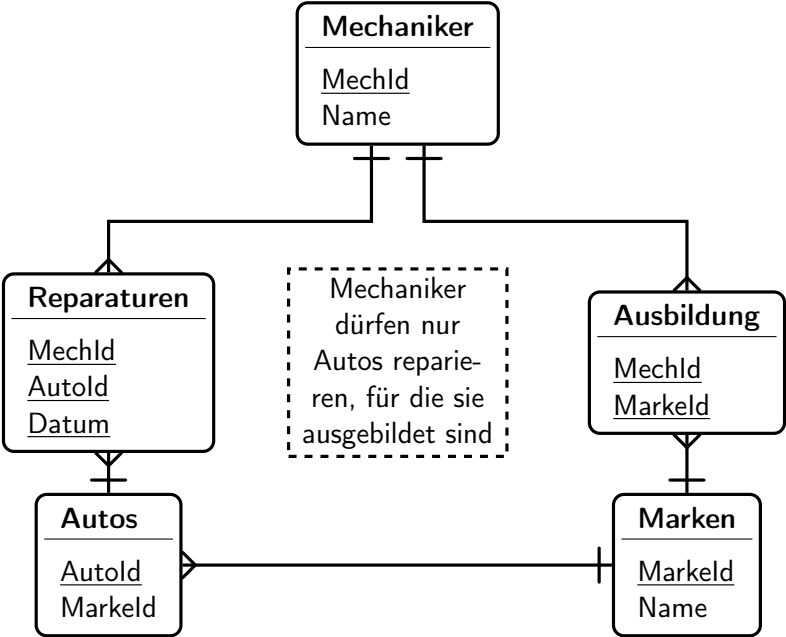 Mechaniker
MechId
Name
Reparaturen
MechId
AutoId
Datum
Mechaniker
dürfen nur
Autos reparie-
ren, für die sie
ausgebildet sind
Ausbildung
MechId
MarkeId
Autos
AutoId
MarkeId
Marken
MarkeId
Name